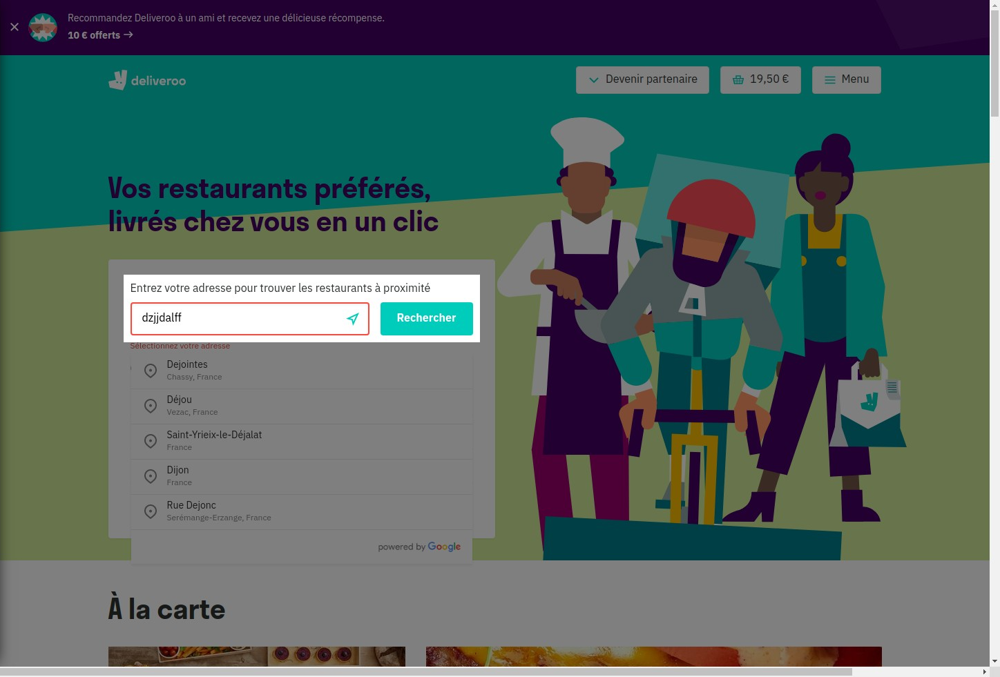 Recommandez Deliveroo à un ami et recevez une délicieuse récompense.
10 € offerts →
deliveroo
Devenir partenaire
19,50 €
Menu
Vos restaurants préférés,
livrés chez vous en un clic
Entrez votre adresse pour trouver les restaurants à proximité
dzjjdalff
Rechercher
Sélectionnez votre adresse
Dejointes
Chassy, France
Déjou
Vezac, France
Saint-Yrieix-le-Déjalat
France
Dijon
France
Rue Dejonc
Serémange-Erzange, France
powered by Google
À la carte